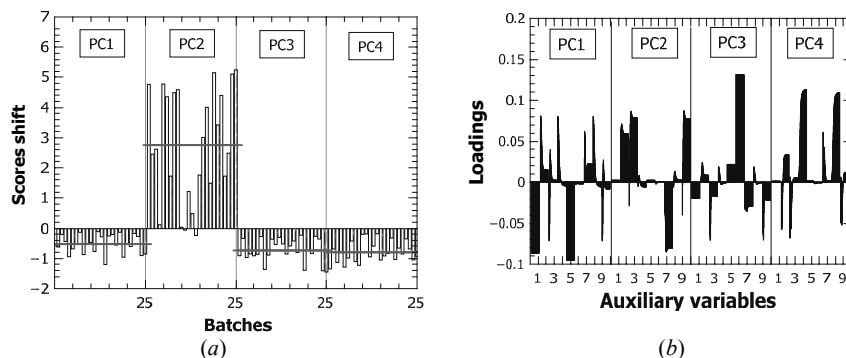 7
6
5
4
3
2
1
0
−1
−2
PC1 PC2 PC3 PC4
Scores shift
25 25 25 25
Batches
(a)
0.2
0.15
0.1
0.05
0
−0.05
−0.1
PC1 PC2 PC3 PC4
Loadings
1 3 5 7 9 1 3 5 7 9 1 3 5 7 9 1 3 5 7 9
Auxiliary variables
(b)